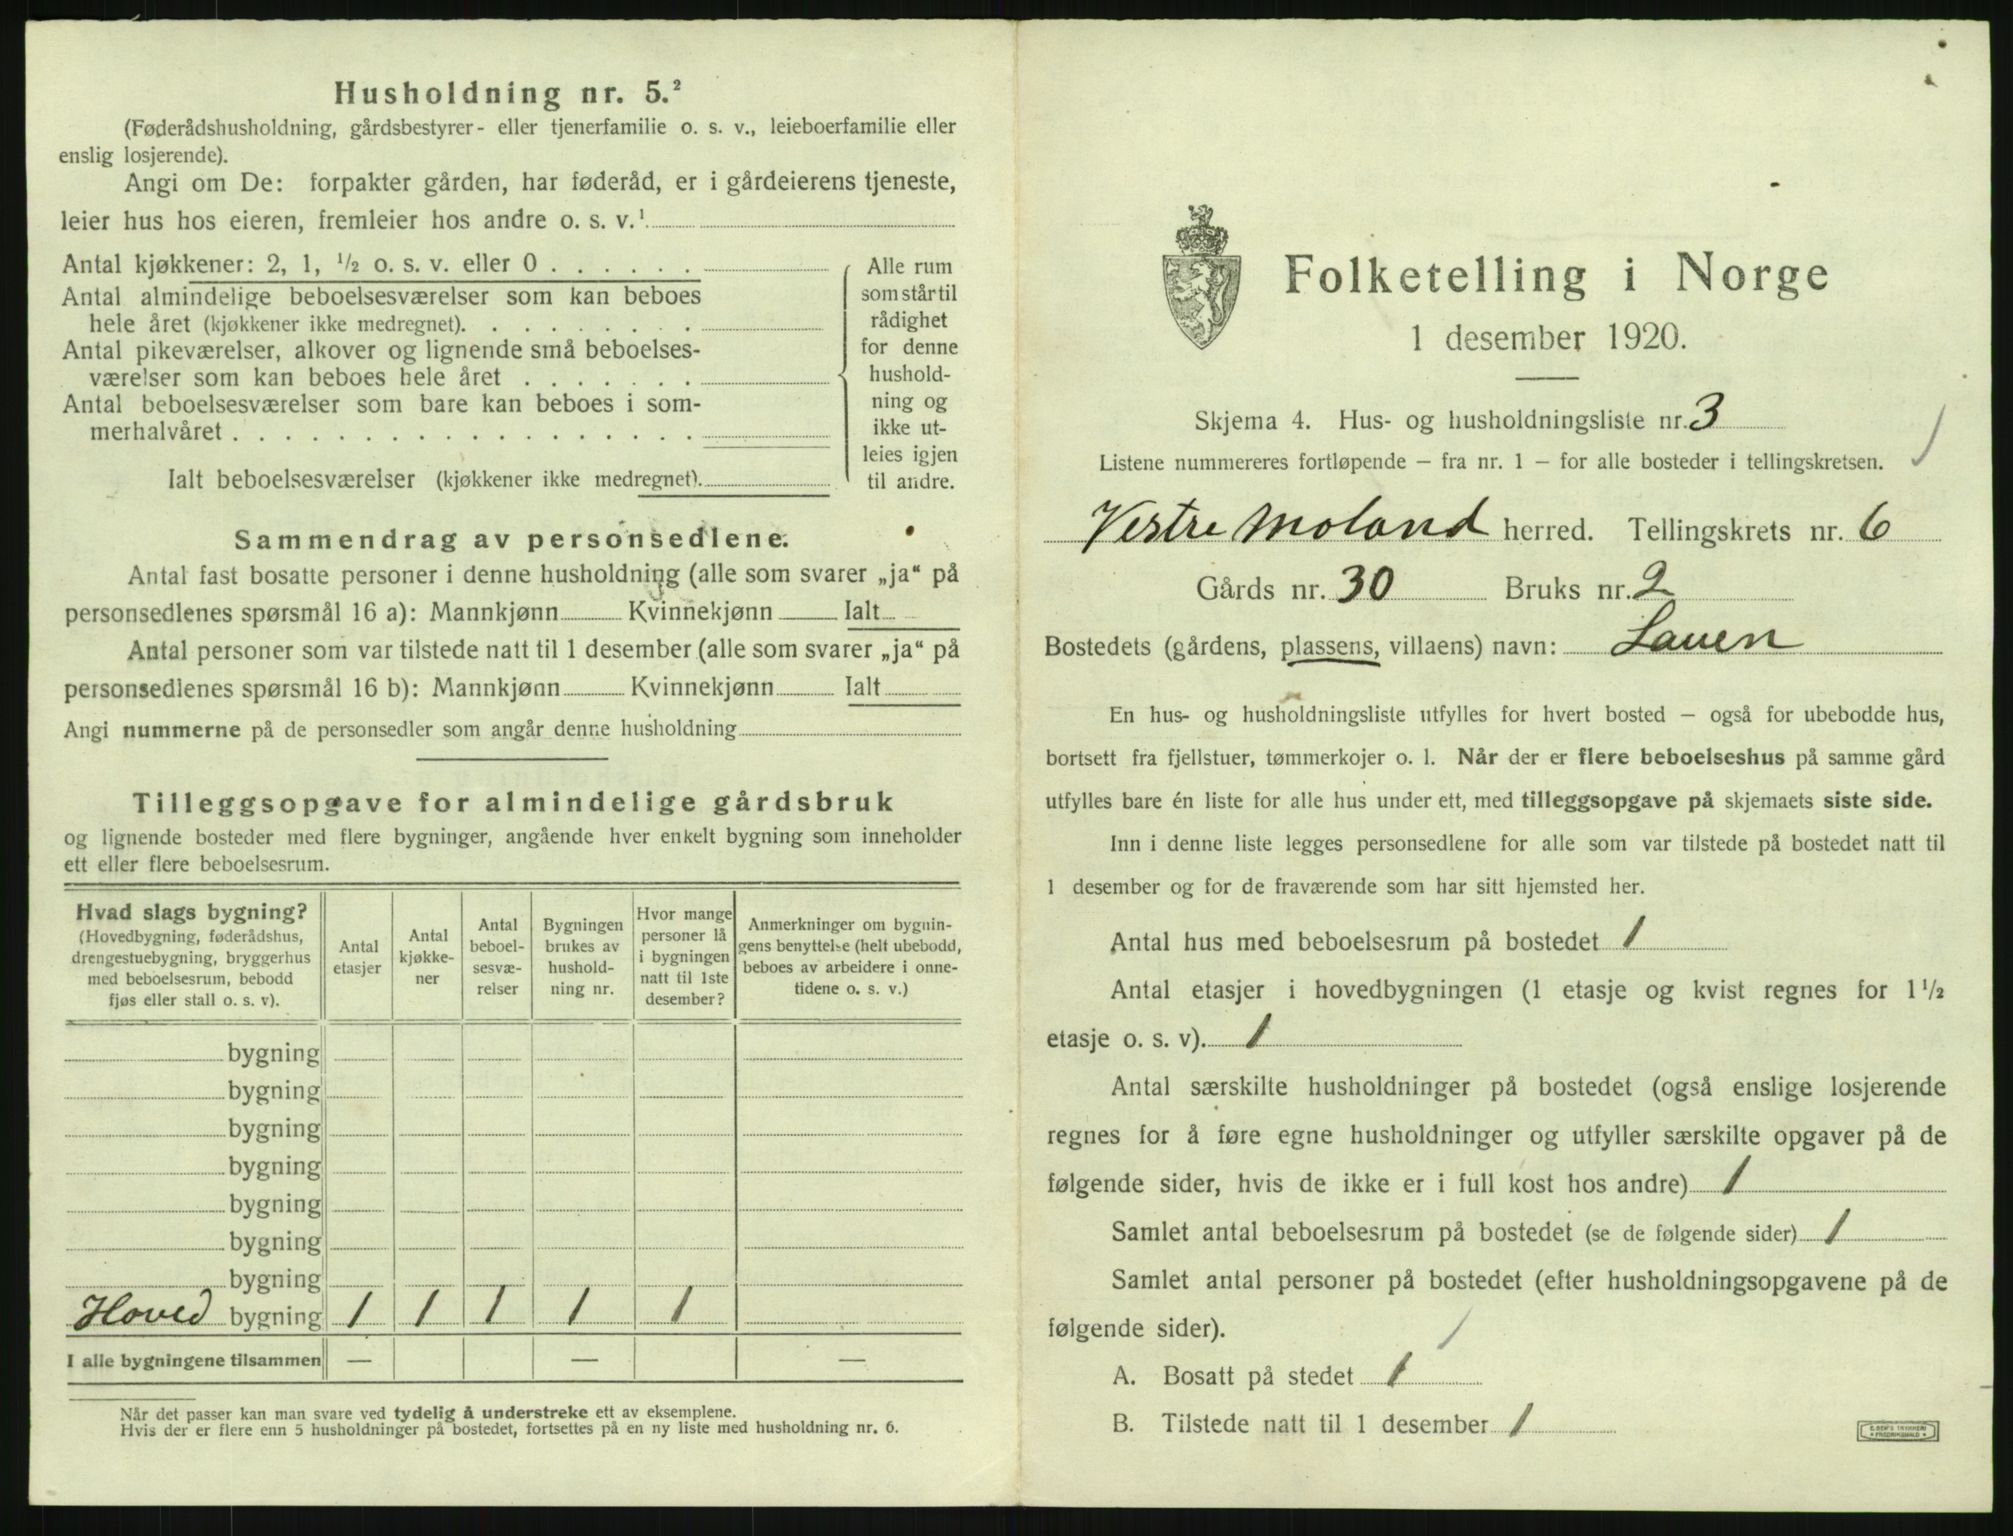 Husholdning nr. 5.²
(Føderådshusholdning, gårdsbestyrer- eller tjenerfamilie o. s. v., leieboerfamilie eller
enslig losjerende).
Angi om De: forpakter gården, har føderåd, er i gårdeierens tjeneste,
leier hus hos eieren, fremleier hos andre o. s. v.¹
Antal kjøkkener: 2, 1, ½ o. s. v. eller 0 . . . . . .
Antal almindelige beboelsesværelser som kan beboes
hele året (kjøkkener ikke medregnet). . . . . . . . .
Antal pikeværelser, alkover og lignende små beboelses-
værelser som kan beboes hele året . . . . . . .
Antal beboelsesværelser som bare kan beboes i som-
merhalvåret . . . . . . . . . . . . . . . . . .
Ialt beboelsesværelser (kjøkkener ikke medregnet).
Alle rum
som står til
rådighet
for denne
hushold-
ning og
ikke ut-
leies igjen
til andre.
Sammendrag av personsedlene.
Antal fast bosatte personer i denne husholdning (alle som svarer „ja“ på
personsedlenes spørsmål 16 a): Mannkjønn Kvinnekjønn Ialt
Antal personer som var tilstede natt til 1 desember (alle som svarer „ja“ på
personsedlenes spørsmål 16 b): Mannkjønn Kvinnekjønn Ialt
Angi nummerne på de personsedler som angår denne husholdning
Tilleggsopgave for almindelige gårdsbruk
og lignende bosteder med flere bygninger, angående hver enkelt bygning som inneholder
ett eller flere beboelsesrum.
Hvad slags bygning?
(Hovedbygning, føderådshus,
drengestuebygning, bryggerhus
med beboelsesrum, bebodd
fjøs eller stall o. s. v).
Antal
etasjer
Antal
kjøkke-
ner
Antal
beboel-
sesvæ-
relser
Bygningen
brukes av
hushold-
ning nr.
Hvor mange
personer lå
i bygningen
natt til 1ste
desember?
Anmerkninger om bygnin-
gens benyttelse (helt ubebodd,
beboes av arbeidere i onne-
tidene o. s. v.)
bygning
bygning
bygning
bygning
bygning
bygning
bygning
Hoved bygning 1 1 1 1 1
I alle bygningene tilsammen — — —
Når det passer kan man svare ved tydelig å understreke ett av eksemplene.
Hvis der er flere enn 5 husholdninger på bostedet, fortsettes på en ny liste med husholdning nr. 6.
Folketelling i Norge
1 desember 1920.
Skjema 4. Hus- og husholdningsliste nr. 3
Listene nummereres fortløpende – fra nr. 1 – for alle bosteder i tellingskretsen.
Vestre Moland herred. Tellingskrets nr. 6
Gårds nr. 30 Bruks nr. 2
Bostedets (gårdens, plassens, villaens) navn: Lauen
En hus- og husholdningsliste utfylles for hvert bosted – også for ubebodde hus,
bortsett fra fjellstuer, tømmerkojer o. l. Når der er flere beboelseshus på samme gård
utfylles bare én liste for alle hus under ett, med tilleggsopgave på skjemaets siste side.
Inn i denne liste legges personsedlene for alle som var tilstede på bostedet natt til
1 desember og for de fraværende som har sitt hjemsted her.
Antal hus med beboelsesrum på bostedet 1
Antal etasjer i hovedbygningen (1 etasje og kvist regnes for 1½
etasje o. s. v). 1
Antal særskilte husholdninger på bostedet (også enslige losjerende
regnes for å føre egne husholdninger og utfyller særskilte opgaver på de
følgende sider, hvis de ikke er i full kost hos andre) 1
Samlet antal beboelsesrum på bostedet (se de følgende sider) 1
Samlet antal personer på bostedet (efter husholdningsopgavene på de
følgende sider).
A. Bosatt på stedet 1
B. Tilstede natt til 1 desember 1